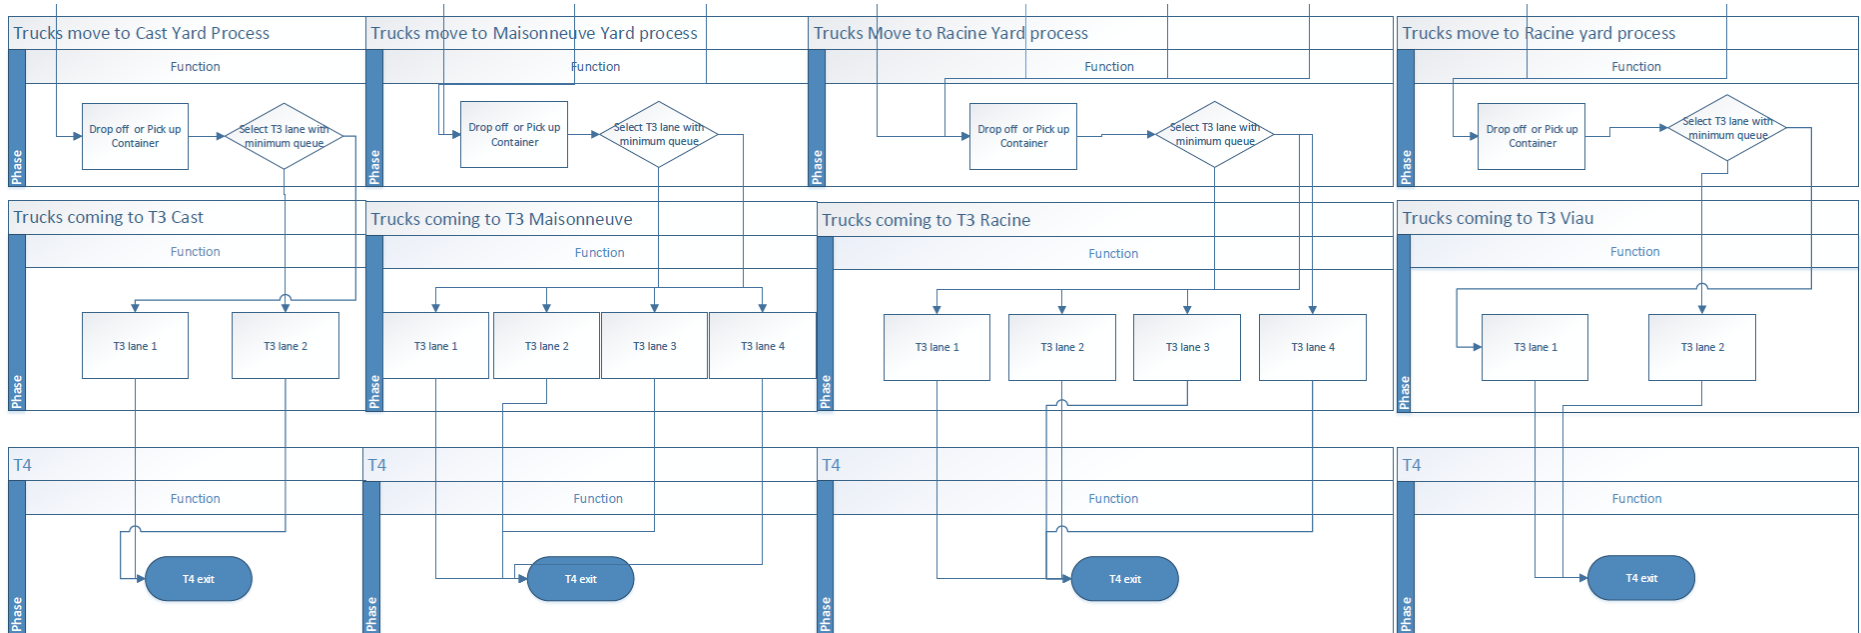 Trucks move to Cast Yard Process
Trucks move to Maisonneuve Yard process
Trucks Move to Racine Yard process
Trucks move to Racine yard process
Function
Function
Function
Function
Phase
Drop off or Pick up
Container
Select T3 lane with
minimum queue
Phase
Drop off or Pick up
Container
Select T3 lane with
minimum queue
Phase
Drop off or Pick up
Container
Select T3 lane with
minimum queue
Phase
Drop off or Pick up
Container
Select T3 lane with
minimum queue
Trucks coming to T3 Cast
Trucks coming to T3 Maisonneuve
Trucks coming to T3 Racine
Trucks coming to T3 Viau
Function
Function
Function
Function
Phase
T3 lane 1
T3 lane 2
Phase
T3 lane 1
T3 lane 2
T3 lane 3
T3 lane 4
Phase
T3 lane 1
T3 lane 2
T3 lane 3
T3 lane 4
Phase
T3 lane 1
T3 lane 2
T4
T4
T4
T4
Function
Function
Function
Function
Phase
T4 exit
Phase
T4 exit
Phase
T4 exit
Phase
T4 exit